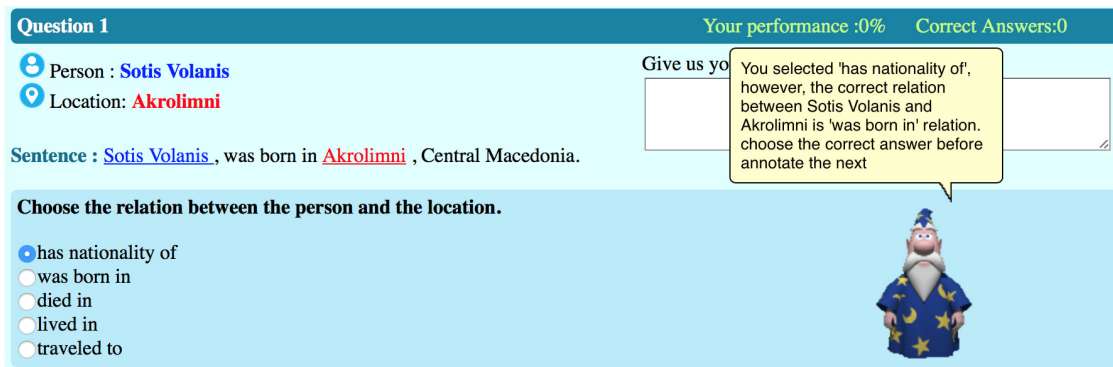 Question 1 Your performance :0% Correct Answers:0
Person : Sotis Volanis
Location: Akrolimni
Sentence : Sotis Volanis , was born in Akrolimni , Central Macedonia.
Give us yo
You selected 'has nationality of',
however, the correct relation
between Sotis Volanis and
Akrolimni is 'was born in' relation.
choose the correct answer before
annotate the next
Choose the relation between the person and the location.
has nationality of
was born in
died in
lived in
traveled to